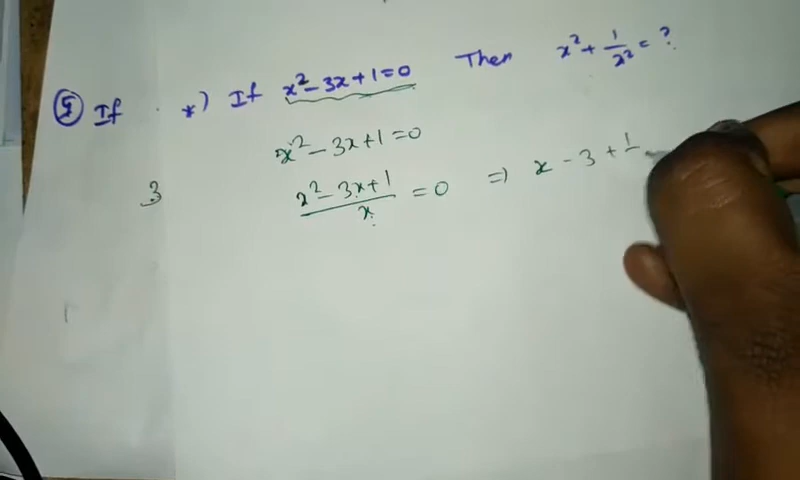 ⑤ If *) If x² - 3x + 1 = 0 Then x² + 1/x² = ?
x² - 3x + 1 = 0
3 (x² - 3x + 1)/x = 0 ⇒ x - 3 + 1/